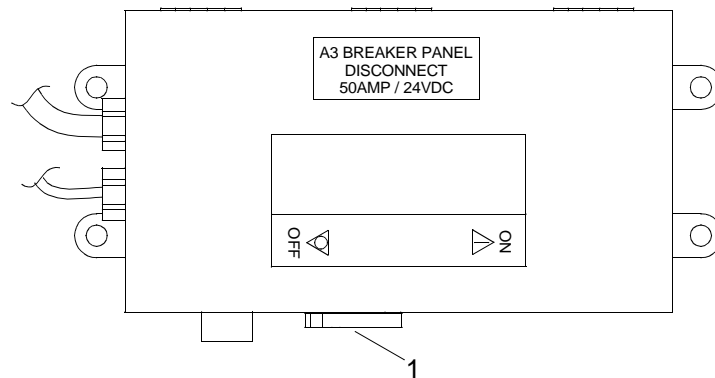 A3 BREAKER PANEL
DISCONNECT
50AMP / 24VDC
OFF
ON
1